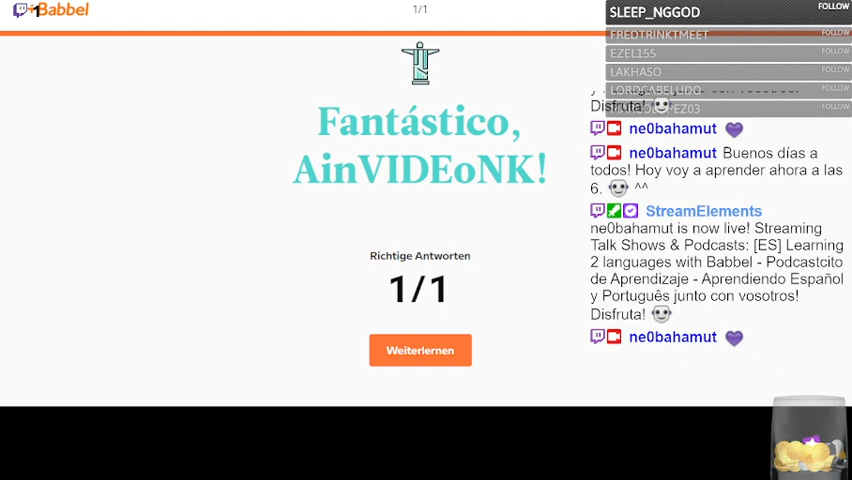 +Babbel
1
1/1
Fantástico,
AinVIDEoNK!
Richtige Antworten
1/1
Weiterlernen
SLEEP_NGGOD FOLLOW
FREDTRINKTMEET FOLLOW
EZEL155 FOLLOW
LAKHASO FOLLOW
LORDCABELUDO FOLLOW
FOLLOW
Disfruta!
ne0bahamut
ne0bahamut Buenos días a
todos! Hoy voy a aprender ahora a las
6. ^^
StreamElements
ne0bahamut is now live! Streaming
Talk Shows & Podcasts: [ES] Learning
2 languages with Babbel - Podcastcito
de Aprendizaje - Aprendiendo Español
y Português junto con vosotros!
Disfruta!
ne0bahamut